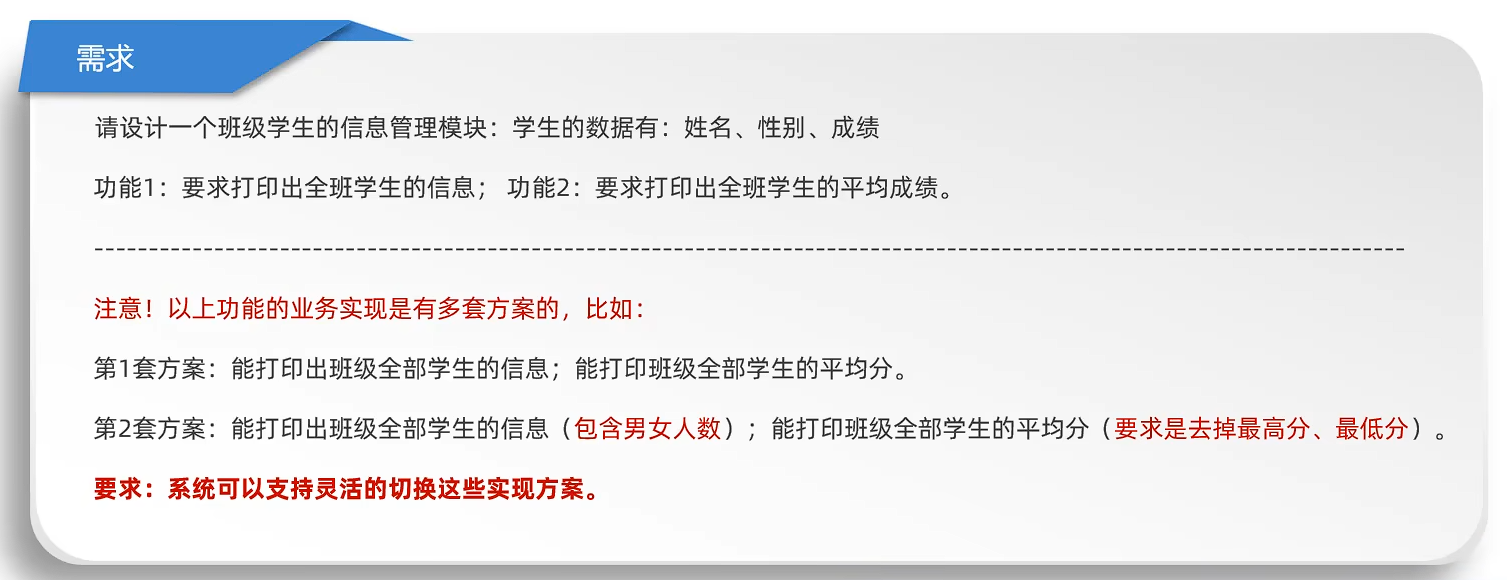 需求
请设计一个班级学生的信息管理模块：学生的数据有：姓名、性别、成绩
功能1：要求打印出全班学生的信息； 功能2：要求打印出全班学生的平均成绩。
注意！以上功能的业务实现是有多套方案的，比如：
第1套方案：能打印出班级全部学生的信息；能打印班级全部学生的平均分。
第2套方案：能打印出班级全部学生的信息（包含男女人数）；能打印班级全部学生的平均分（要求是去掉最高分、最低分）。
要求：系统可以支持灵活的切换这些实现方案。